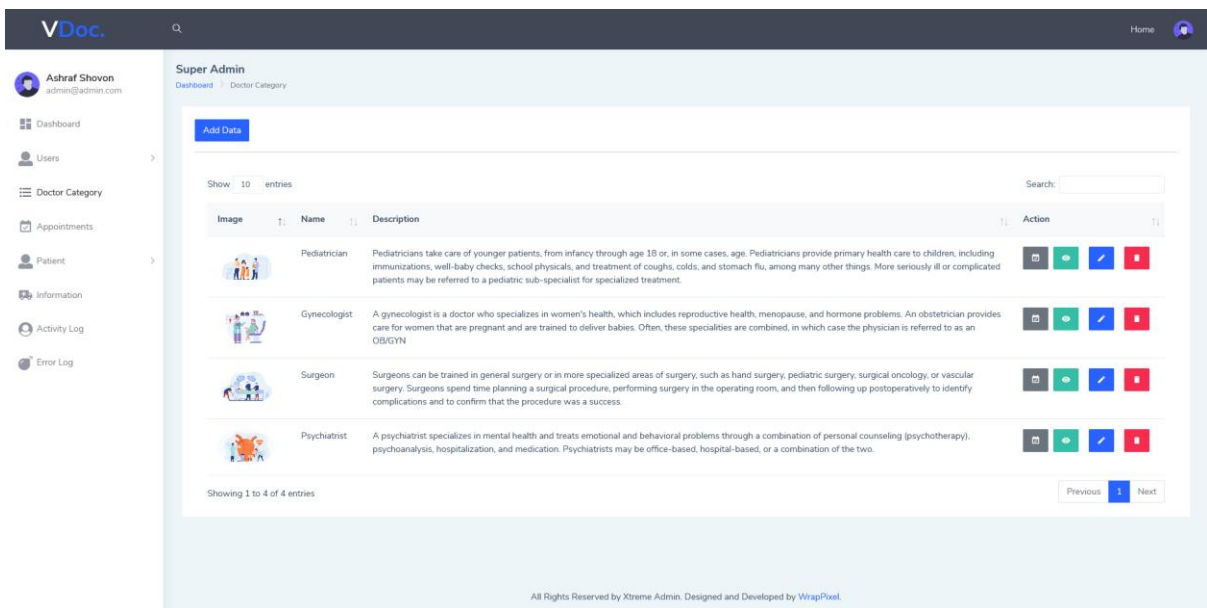 VDoc.
Home
Ashraf Shovon
admin@admin.com
Dashboard
Users
Doctor Category
Appointments
Patient
Information
Activity Log
Error Log
Super Admin
Dashboard Doctor Category
Add Data
Show 10 entries
Search:
Image Name Description Action
Pediatrician
Pediatricians take care of younger patients, from infancy through age 18 or, in some cases, age. Pediatricians provide primary health care to children, including
immunizations, well-baby checks, school physicals, and treatment of coughs, colds, and stomach flu, among many other things. More seriously ill or complicated
patients may be referred to a pediatric sub-specialist for specialized treatment.
Gynecologist
A gynecologist is a doctor who specializes in women's health, which includes reproductive health, menopause, and hormone problems. An obstetrician provides
care for women that are pregnant and are trained to deliver babies. Often, these specialities are combined, in which case the physician is referred to as an
OB/GYN
Surgeon
Surgeons can be trained in general surgery or in more specialized areas of surgery, such as hand surgery, pediatric surgery, surgical oncology, or vascular
surgery. Surgeons spend time planning a surgical procedure, performing surgery in the operating room, and then following up postoperatively to identify
complications and to confirm that the procedure was a success.
Psychiatrist
A psychiatrist specializes in mental health and treats emotional and behavioral problems through a combination of personal counseling (psychotherapy),
psychoanalysis, hospitalization, and medication. Psychiatrists may be office-based, hospital-based, or a combination of the two.
Showing 1 to 4 of 4 entries
Previous 1 Next
All Rights Reserved by Xtreme Admin. Designed and Developed by WrapPixel.